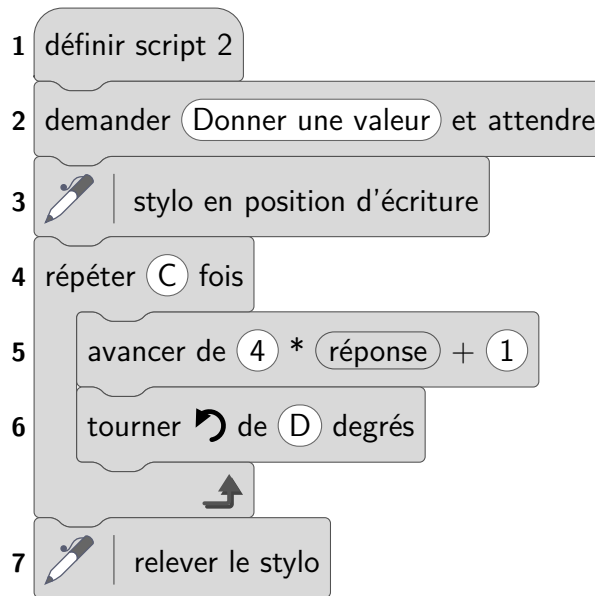 1 définir script 2
2 demander Donner une valeur et attendre
3 stylo en position d'écriture
4 répéter C fois
5 avancer de 4 * réponse + 1
6 tourner de D degrés
7 relever le stylo